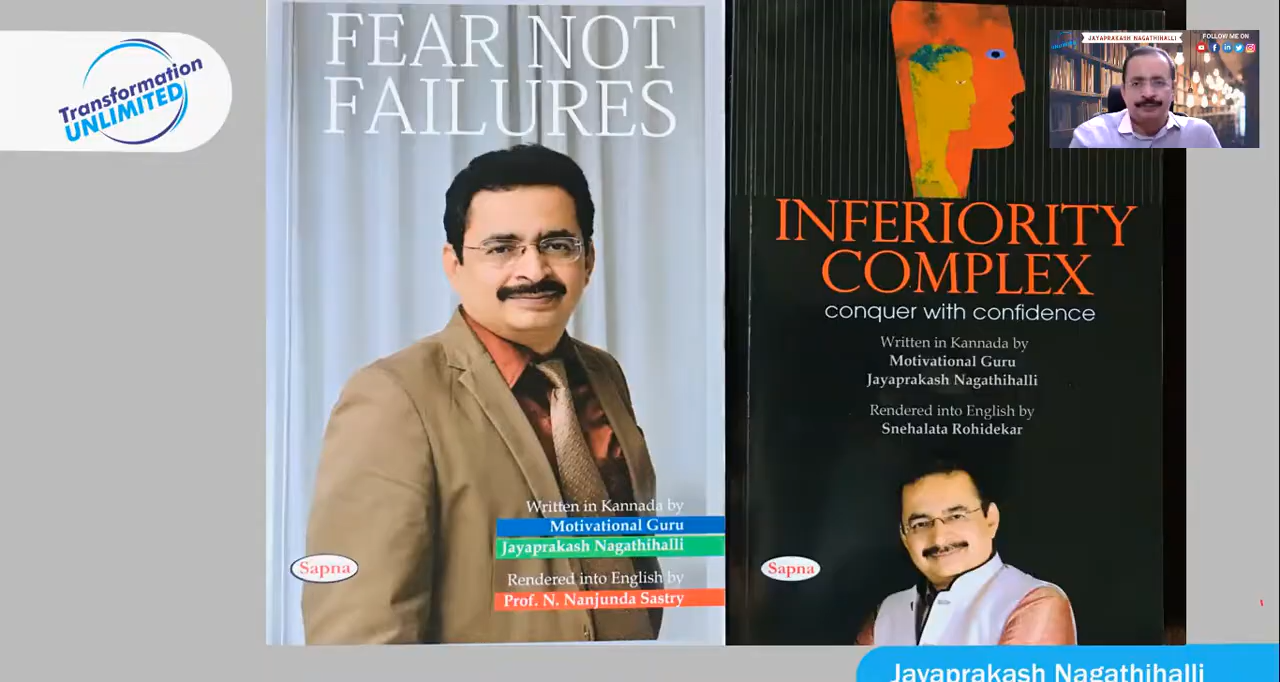 Transformation
UNLIMITED
FEAR NOT
FAILURES
Written in Kannada by
Motivational Guru
Jayaprakash Nagathihalli
Rendered into English by
Prof. N. Nanjunda Sastry
Sapna
INFERIORITY
COMPLEX
conquer with confidence
Written in Kannada by
Motivational Guru
Jayaprakash Nagathihalli
Rendered into English by
Snehalata Rohidekar
Sapna
JAYAPRAKASH NAGATHIHALLI
FOLLOW ME ON
Jayaprakash Nagathihalli